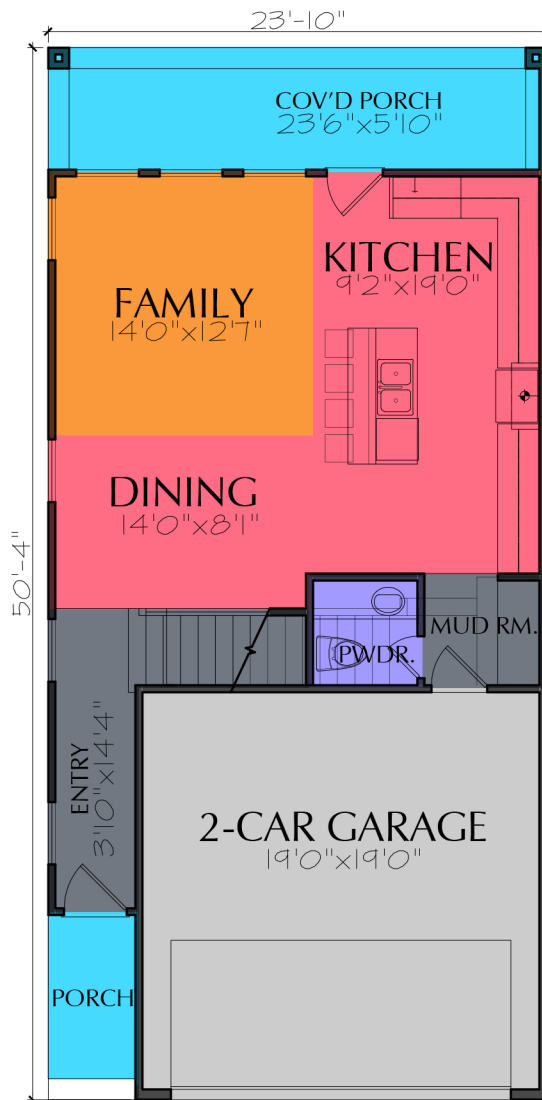 23'-10"
COV'D PORCH
23'6"x5'10"
KITCHEN
9'2"x19'0"
FAMILY
14'0"x12'7"
DINING
14'0"x8'1"
50'-4"
MUD RM.
PWDR.
ENTRY
3'10"x14'4"
2-CAR GARAGE
19'0"x19'0"
PORCH